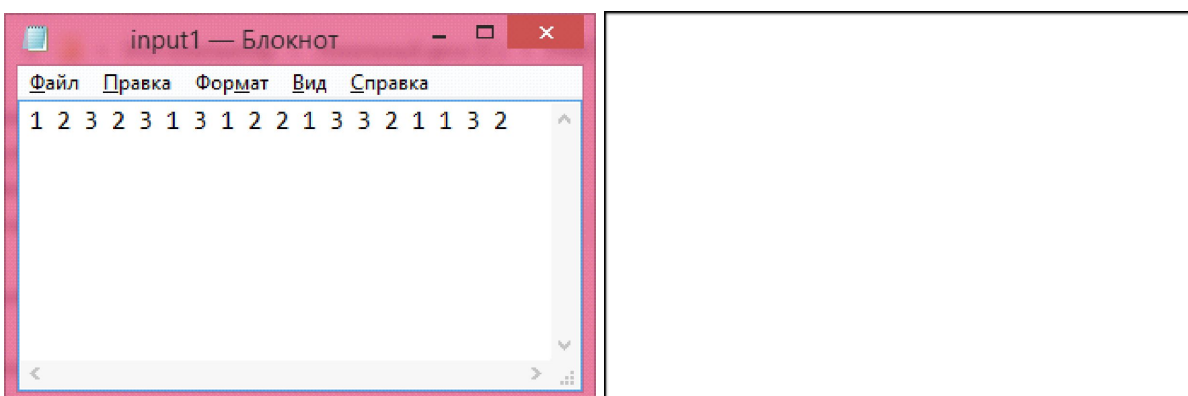 input1 — Блокнот
Файл Правка Формат Вид Справка
1 2 3 2 3 1 3 1 2 2 1 3 3 2 1 1 3 2